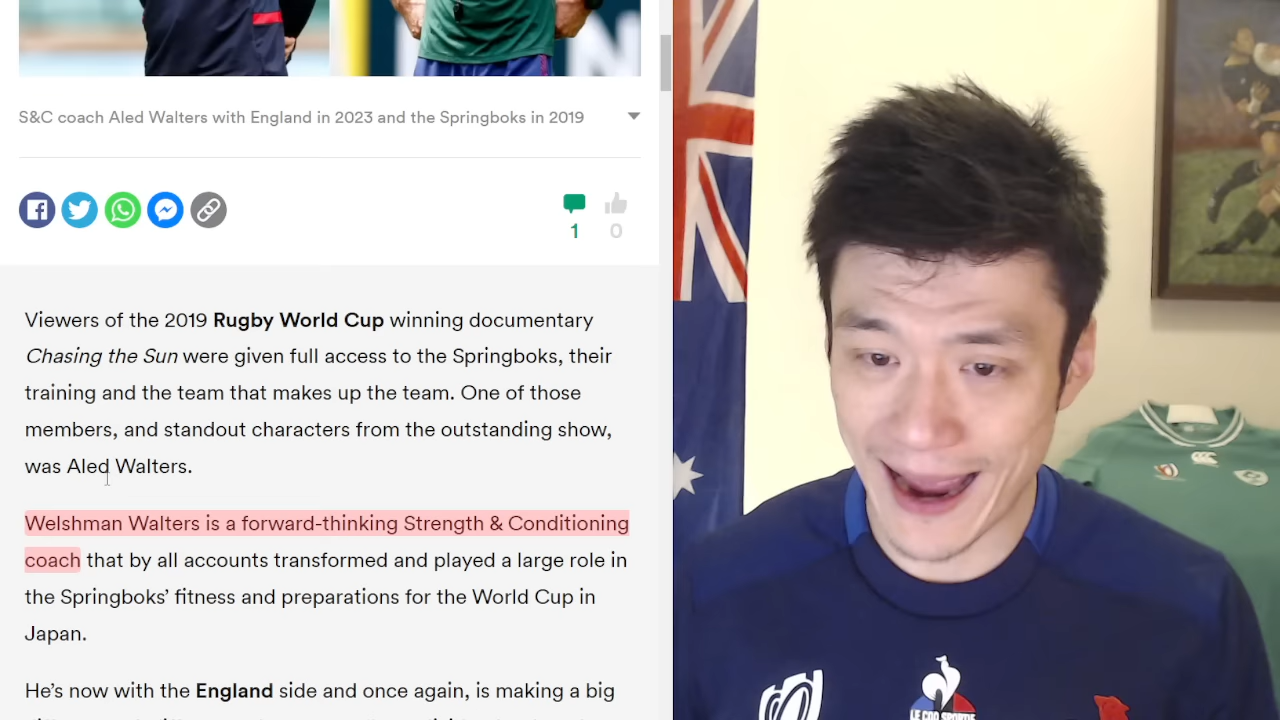 S&C coach Aled Walters with England in 2023 and the Springboks in 2019
1
0
Viewers of the 2019 Rugby World Cup winning documentary
Chasing the Sun were given full access to the Springboks, their
training and the team that makes up the team. One of those
members, and standout characters from the outstanding show,
was Aled Walters.
Welshman Walters is a forward-thinking Strength & Conditioning
coach that by all accounts transformed and played a large role in
the Springboks’ fitness and preparations for the World Cup in
Japan.
He’s now with the England side and once again, is making a big
LE COQ SPORTIF